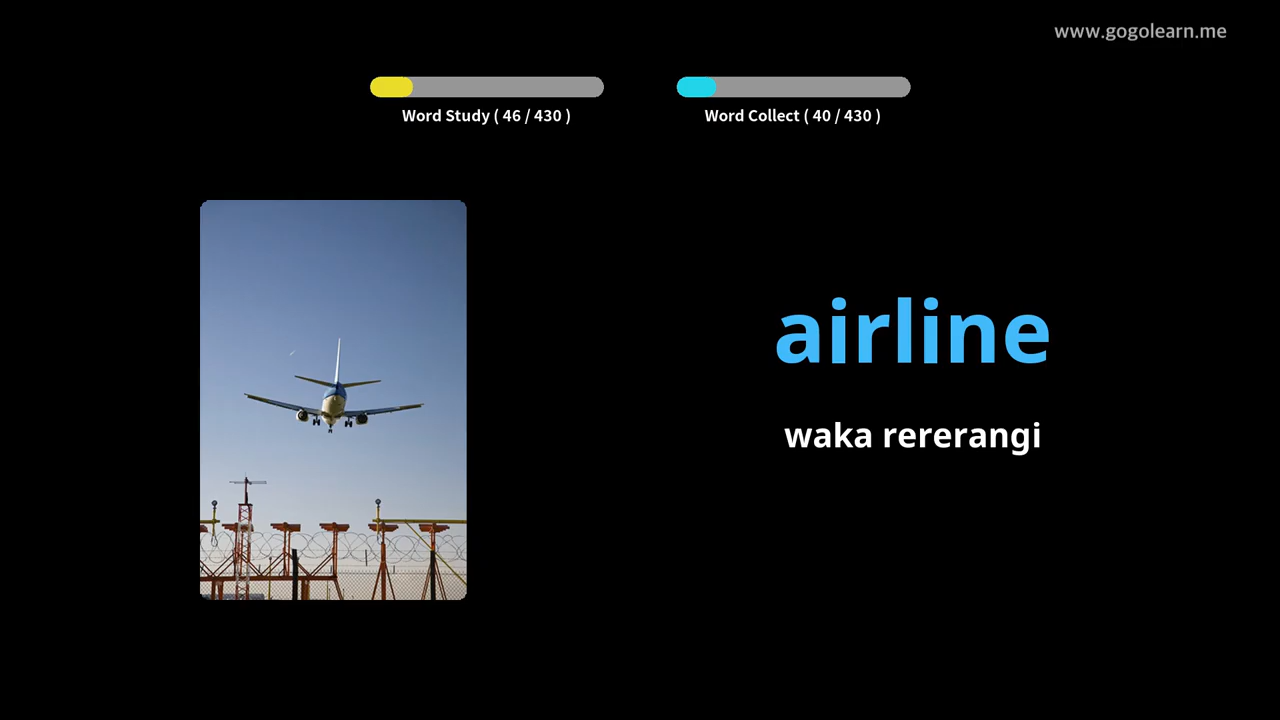 www.gogolearn.me
Word Study ( 46 / 430 )
Word Collect ( 40 / 430 )
airline
waka rererangi